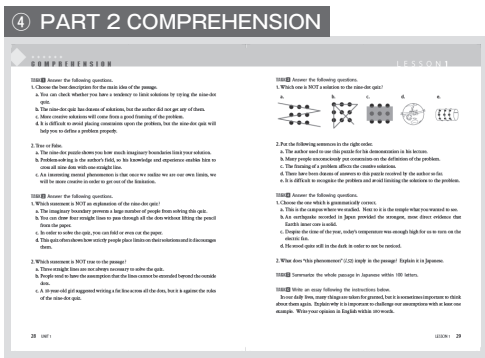 ④ PART 2 COMPREHENSION
COMPREHENSION
Answer the following questions.
1. Choose the best description for the main idea of the passage.
a. You can check whether you have a tendency to limit solutions by trying the nine-dot
quiz.
b. The nine-dot quiz has dozens of solutions, but the author did not get any of them.
c. More creative solutions will come from a good framing of the problem.
d. It is difficult to avoid placing constraints upon the problem, but the nine-dot quiz will
help you to define a problem properly.
2. True or False.
a. The nine-dot puzzle shows you how much imaginary boundaries limit your solution.
b. Problem-solving is the author's field, so his knowledge and experience enables him to
cross all nine dots with one straight line.
c. An interesting mental phenomenon is that once we realize we are our own limits, we
will be more creative in order to get out of the limitation.
Answer the following questions.
1. Which statement is NOT an explanation of the nine-dot quiz?
a. The imaginary boundary prevents a large number of people from solving this quiz.
b. You can draw four straight lines to pass through all the dots without lifting the pencil
from the paper.
c. In order to solve the quiz, you can fold or even cut the paper.
d. This quiz often shows how strictly people place limits on their solutions and it discourages
them.
2. Which statement is NOT true to the passage?
a. Three straight lines are not always necessary to solve the quiz.
b. People tend to have the assumption that the lines cannot be extended beyond the outside
dots.
c. A 10-year-old girl suggested writing a fat line across all the dots, but it is against the rules
of the nine-dot quiz.
28 UNIT 1
LESSON 1
Answer the following questions.
1. Which one is NOT a solution to the nine-dot quiz?
a. b. c. d. e.
2. Put the following sentences in the right order.
a. The author used to use this puzzle for his demonstration in his lecture.
b. Many people unconsciously put constraints on the definition of the problem.
c. The framing of a problem affects the creative solutions.
d. There have been dozens of answers to this puzzle received by the author so far.
e. It is difficult to recognize the problem and avoid limiting the solutions to the problem.
Answer the following questions.
1. Choose the one which is grammatically correct.
a. This is the campus where we studied. Next to it is the temple what you wanted to see.
b. An earthquake recorded in Japan provided the strongest, most direct evidence that
Earth's inner core is solid.
c. Despite the time of the year, today's temperature was enough high for us to turn on the
electric fan.
d. He stood quite still in the dark in order to not be noticed.
2. What does "this phenomenon" imply in the passage? Explain it in Japanese.
Summarize the whole passage in Japanese within 100 letters.
Write an essay following the instructions below.
In our daily lives, many things are taken for granted, but it is sometimes important to think
about them again. Explain why it is important to challenge our assumptions with at least one
example. Write your opinion in English within 100 words.
LESSON 1 29